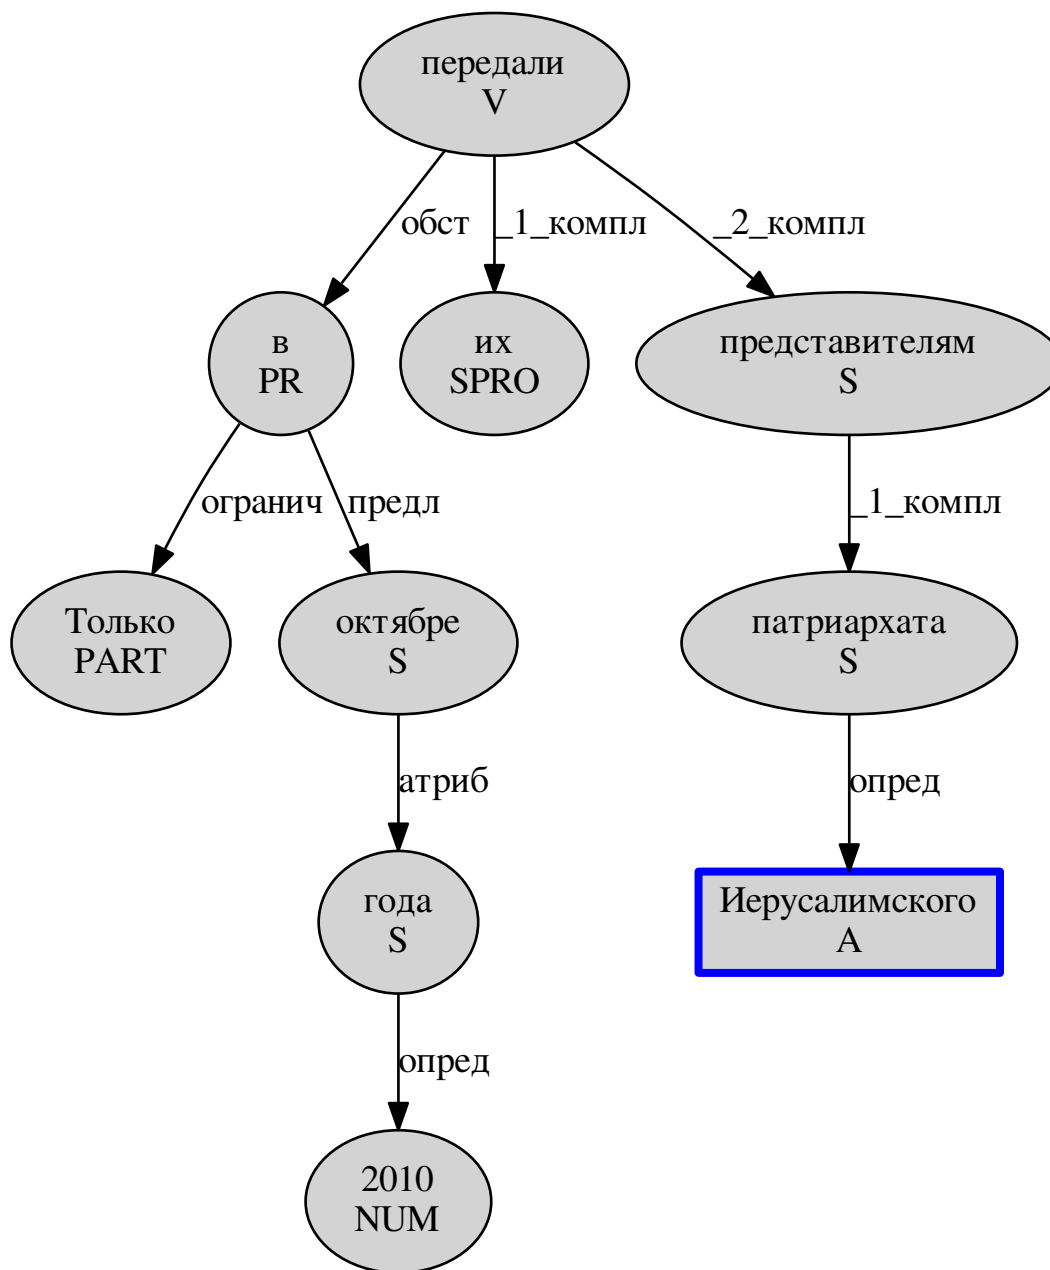 передали
V
обст
_1_компл
_2_компл
в
PR
их
SPRO
представителям
S
огранич
предл
_1_компл
Только
PART
октябре
S
патриархата
S
атриб
опред
года
S
Иерусалимского
A
опред
2010
NUM